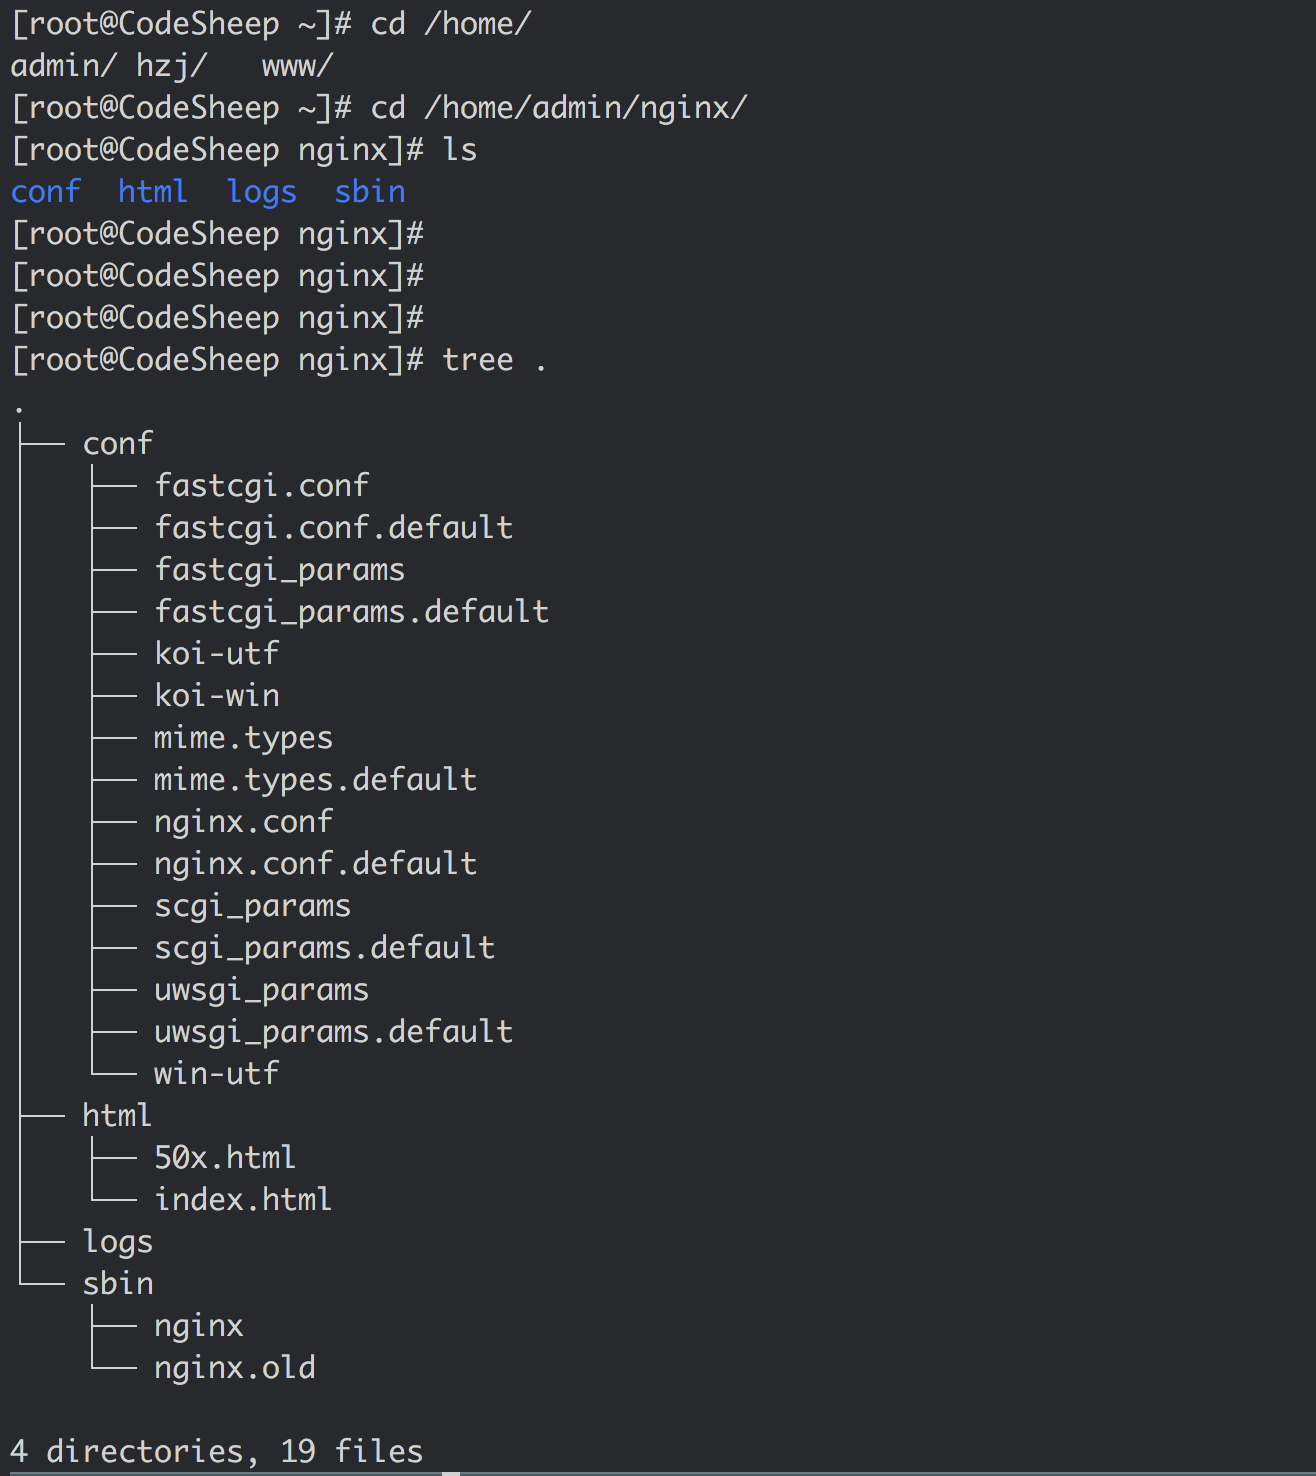 [root@CodeSheep ~]# cd /home/
admin/ hzj/   www/
[root@CodeSheep ~]# cd /home/admin/nginx/
[root@CodeSheep nginx]# ls
conf  html  logs  sbin
[root@CodeSheep nginx]#
[root@CodeSheep nginx]#
[root@CodeSheep nginx]#
[root@CodeSheep nginx]# tree .
.
├── conf
│   ├── fastcgi.conf
│   ├── fastcgi.conf.default
│   ├── fastcgi_params
│   ├── fastcgi_params.default
│   ├── koi-utf
│   ├── koi-win
│   ├── mime.types
│   ├── mime.types.default
│   ├── nginx.conf
│   ├── nginx.conf.default
│   ├── scgi_params
│   ├── scgi_params.default
│   ├── uwsgi_params
│   ├── uwsgi_params.default
│   └── win-utf
├── html
│   ├── 50x.html
│   └── index.html
├── logs
└── sbin
    ├── nginx
    └── nginx.old

4 directories, 19 files